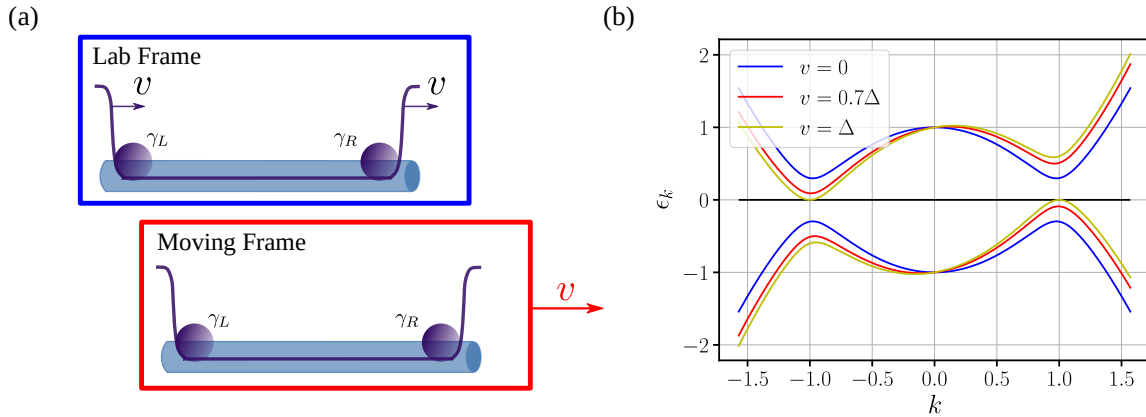 (a)
Lab Frame
v
v
γ_L
γ_R
Moving Frame
v
γ_L
γ_R
(b)
v = 0
v = 0.7Δ
v = Δ
2
1
0
−1
−2
ϵ_k
−1.5
−1.0
−0.5
0.0
0.5
1.0
1.5
k